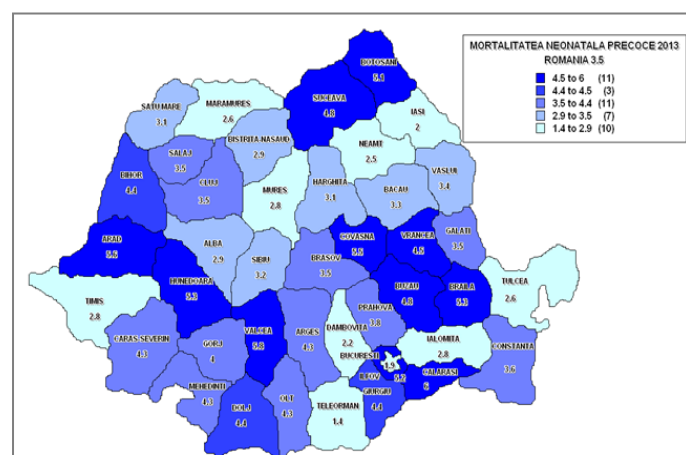 MORTALITATEA NEONATALA PRECOCE 2013
ROMANIA 3.5
4.5 to 6 (11)
4.4 to 4.5 (3)
3.5 to 4.4 (11)
2.9 to 3.5 (7)
1.4 to 2.9 (10)
BOTOSANI
5.1
SUCEAVA
4.8
SATU MARE
3.1
MARAMURES
2.6
IASI
2
BISTRITA-NASAUD
2.9
NEAMT
2.5
SALAJ
3.5
CLUJ
3.5
BIHOR
4.4
MURES
2.8
HARGHITA
3.1
BACAU
3.3
VASLUI
3.4
ARAD
5.6
ALBA
2.9
SIBIU
3.2
COVASNA
5.5
VRANCEA
4.5
GALATI
3.5
BRASOV
3.5
HUNEDOARA
5.3
TIMIS
2.8
BUZAU
4.8
BRAILA
5.3
TULCEA
2.6
CARAS-SEVERIN
4.3
GORJ
4
VALCEA
5.8
ARGES
4.3
PRAHOVA
3.8
DAMBOVITA
2.2
IALOMITA
2.8
BUCURESTI
1.9
ILFOV
5.2
CALARASI
6
CONSTANTA
3.6
MEHEDINTI
4.3
DOLJ
4.4
OLT
4.3
TELEORMAN
1.4
GIURGIU
4.4